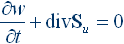 ∂w/∂t + divS_u = 0